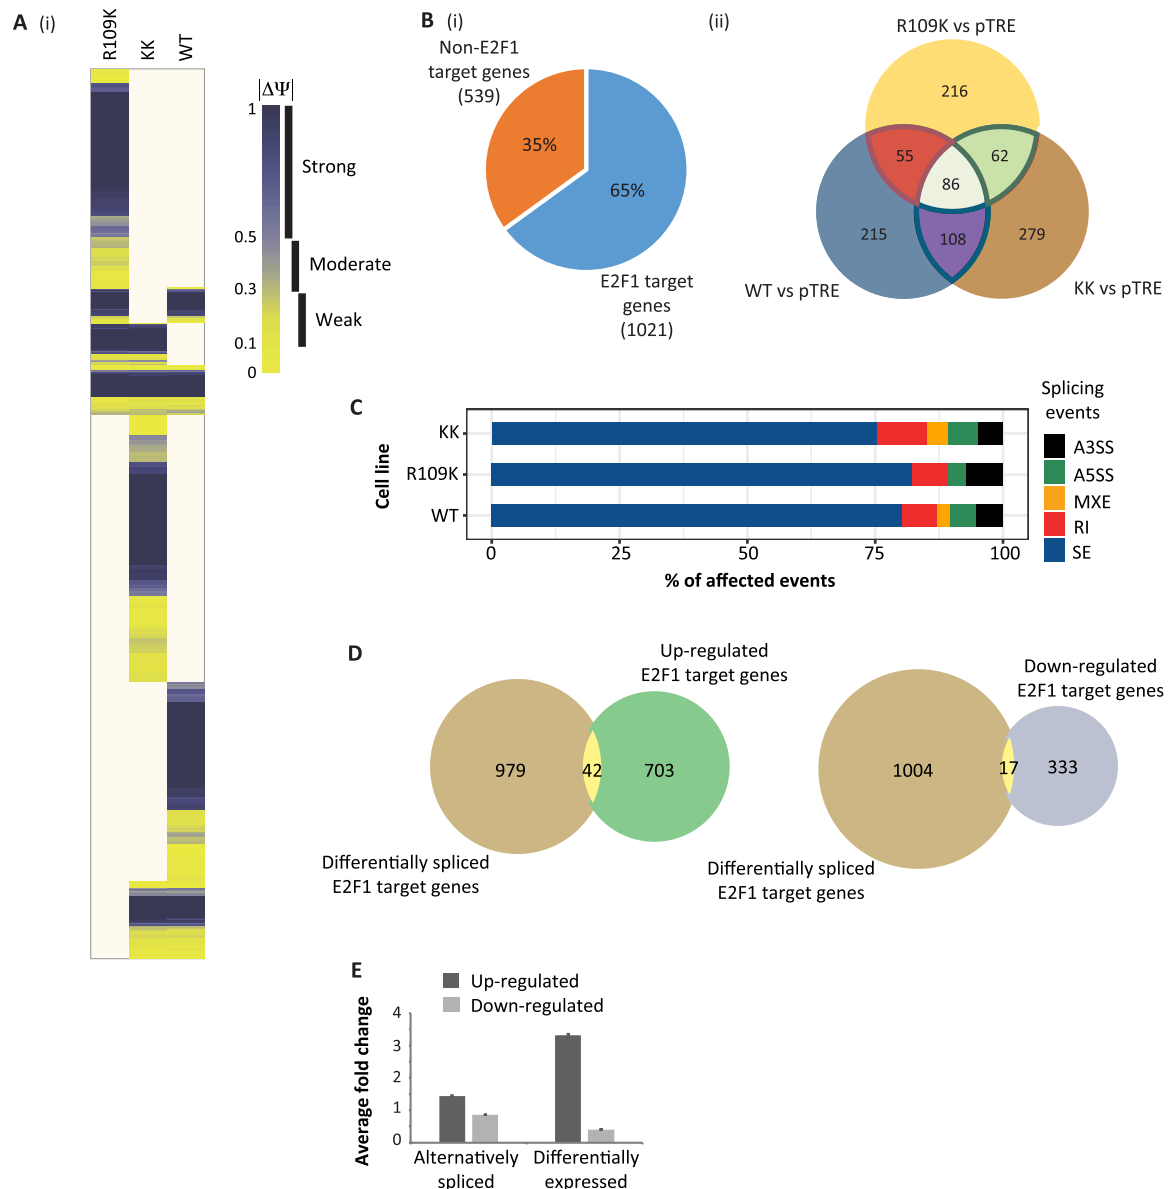 A (i)
R109K
KK
WT
|ΔΨ|
1
0.5
0.3
0.1
0
Strong
Moderate
Weak
B (i)
Non-E2F1
target genes
(539)
35%
65%
E2F1 target
genes
(1021)
(ii)
R109K vs pTRE
216
55
62
86
215
108
279
WT vs pTRE
KK vs pTRE
C
Cell line
KK
R109K
WT
0
25
50
75
100
% of affected events
Splicing
events
A3SS
A5SS
MXE
RI
SE
D
Up-regulated
E2F1 target genes
979
42
703
Differentially spliced
E2F1 target genes
Down-regulated
E2F1 target genes
1004
17
333
Differentially spliced
E2F1 target genes
E
Up-regulated
Down-regulated
Average fold change
4
3
2
1
0
Alternatively
spliced
Differentially
expressed